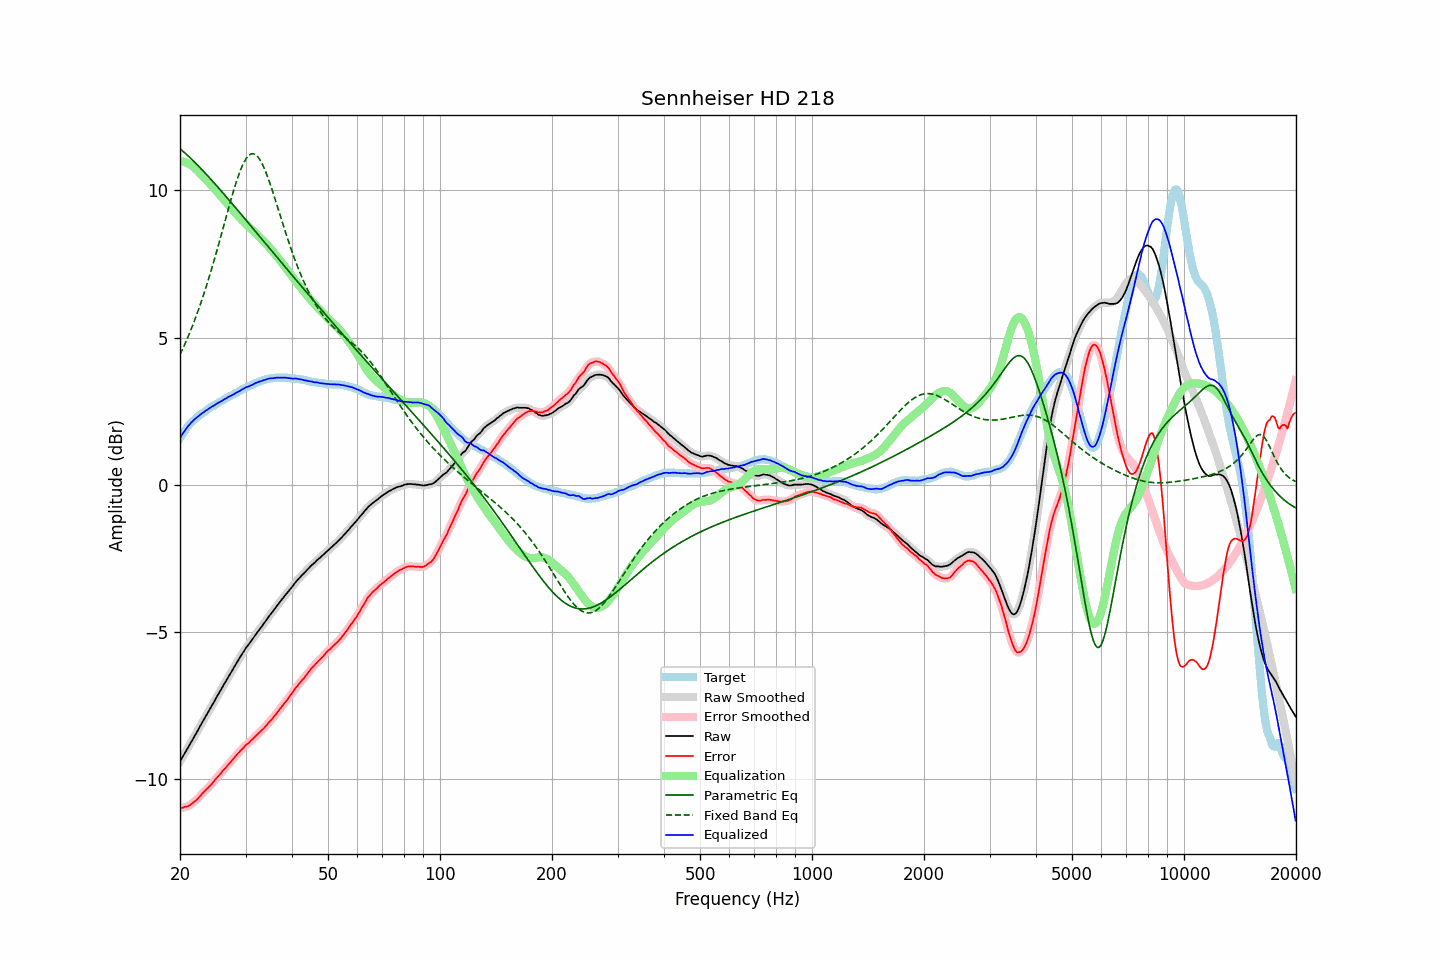 Sennheiser HD 218
Amplitude (dBr)
10
5
0
−5
−10
Target
Raw Smoothed
Error Smoothed
Raw
Error
Equalization
Parametric Eq
Fixed Band Eq
Equalized
20 50 100 200 500 1000 2000 5000 10000 20000
Frequency (Hz)